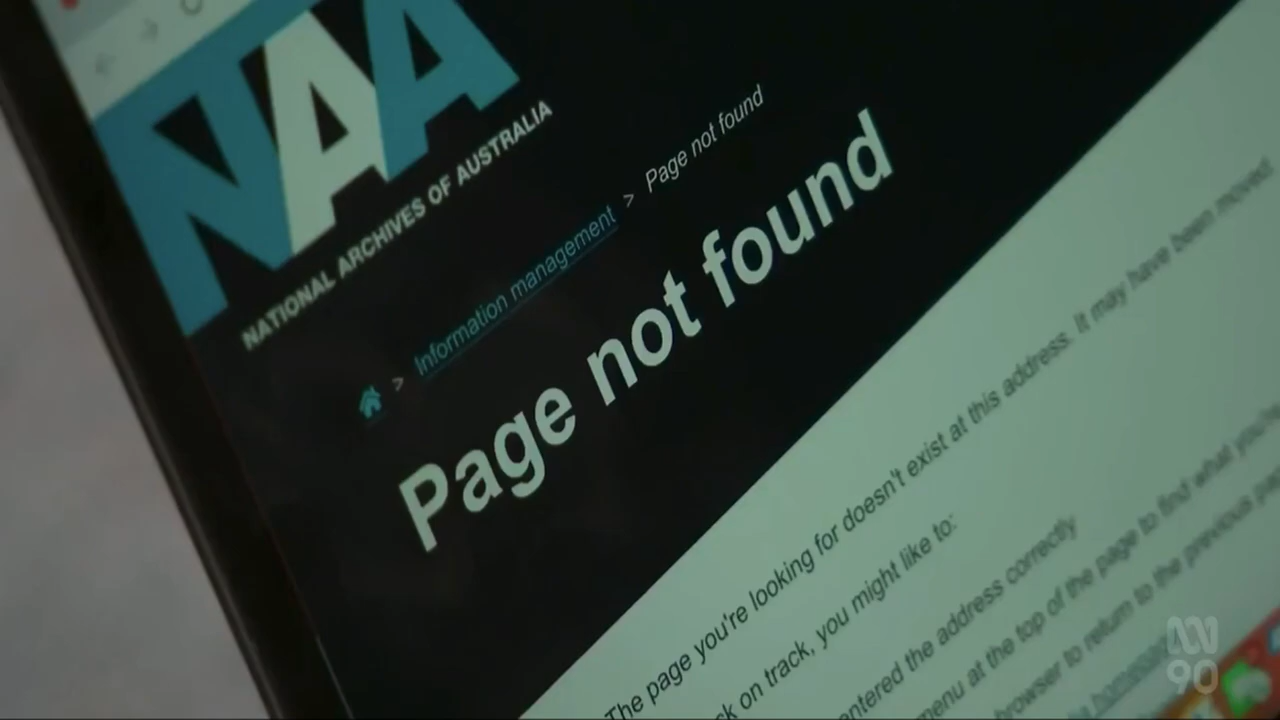 NAA
NATIONAL ARCHIVES OF AUSTRALIA
> Information management > Page not found
Page not found
The page you're looking for doesn't exist at this address. It may have been moved
ck on track, you might like to:
entered the address correctly
menu at the top of the page to find what you're
browser to return to the previous pag
homepage
90